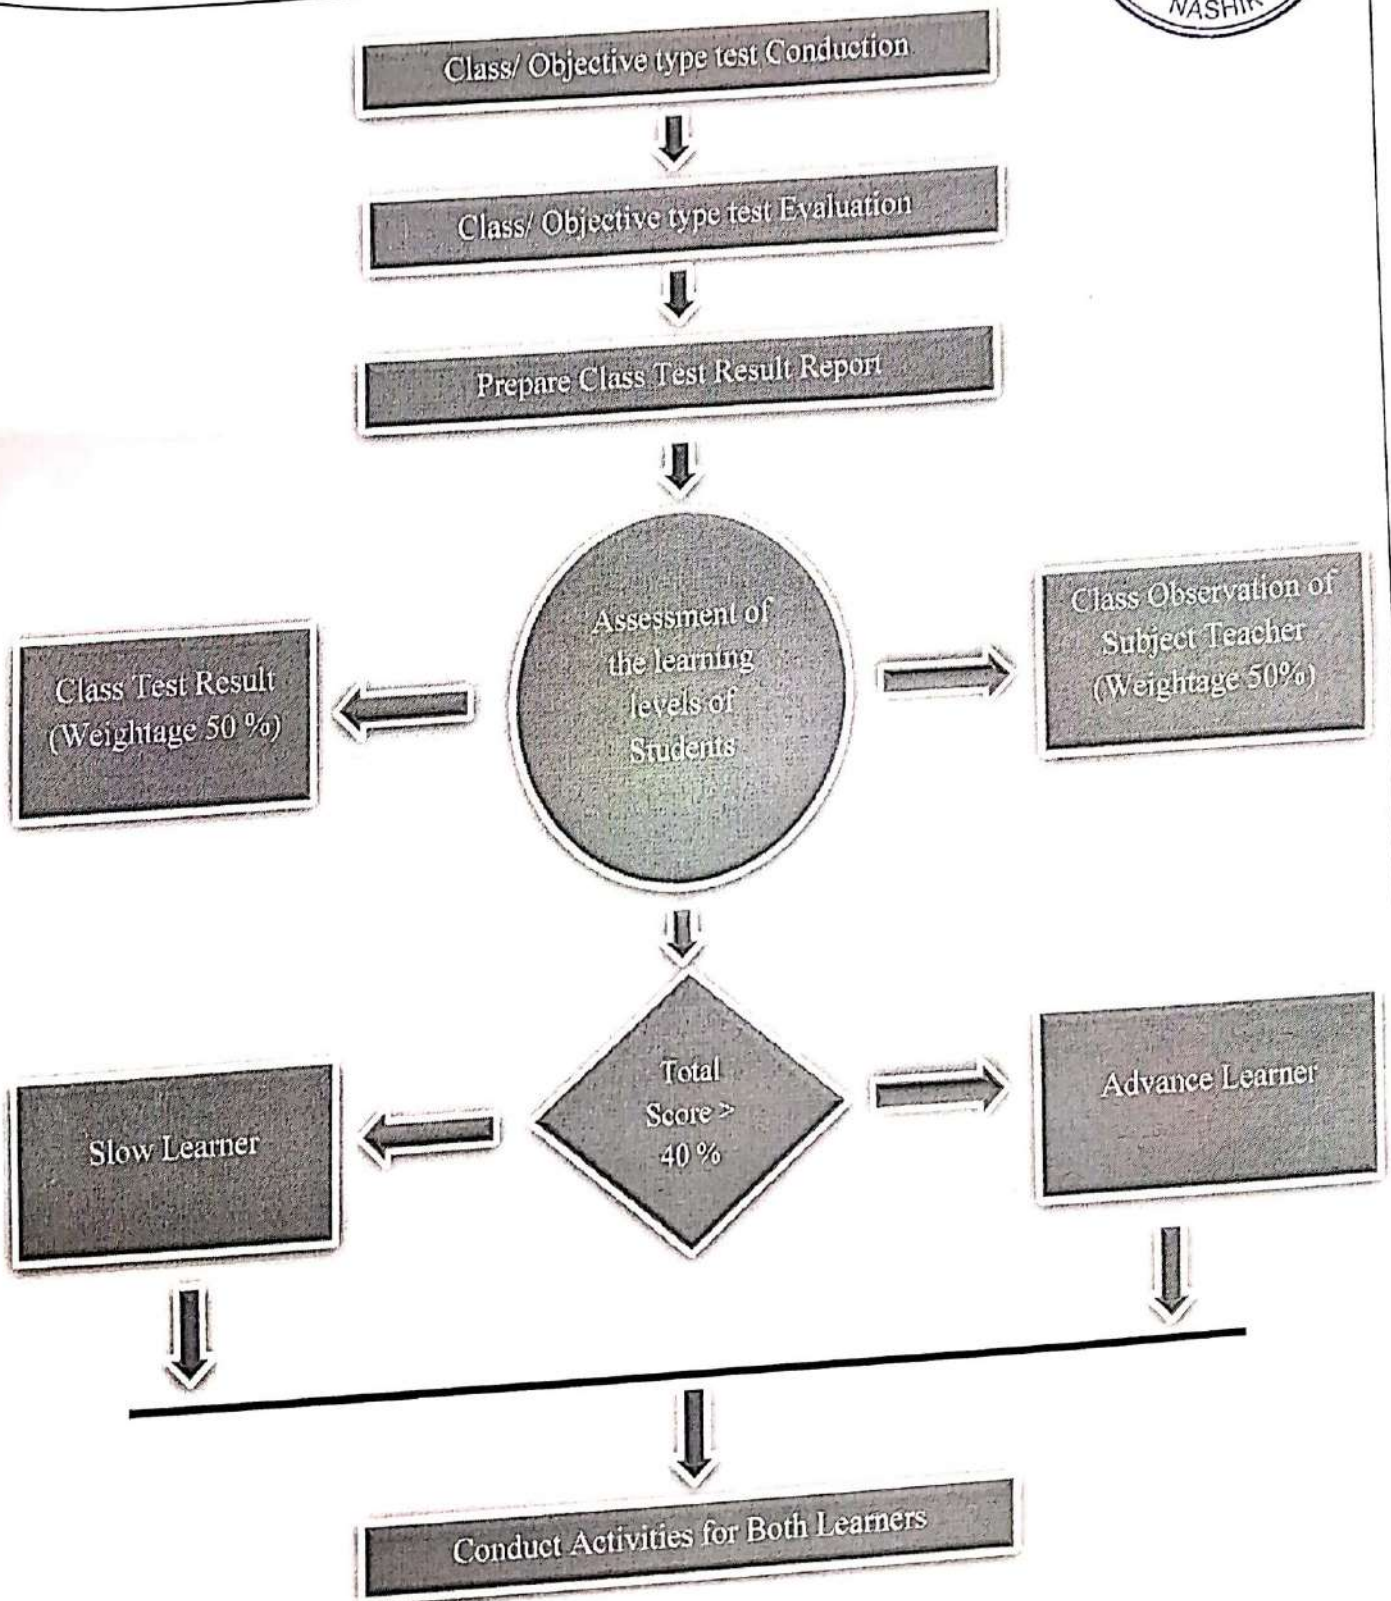 NASHIK
Class/ Objective type test Conduction
Class/ Objective type test Evaluation
Prepare Class Test Result Report
Assessment of
the learning
levels of
Students
Class Test Result
(Weightage 50 %)
Class Observation of
Subject Teacher
(Weightage 50%)
Total
Score >
40 %
Slow Learner
Advance Learner
Conduct Activities for Both Learners